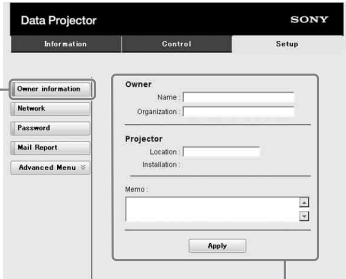 Data Projector
SONY
Information
Control
Setup
Owner information
Network
Password
Mail Report
Advanced Menu
Owner
Name :
Organization :
Projector
Location :
Installation :
Memo :
Apply